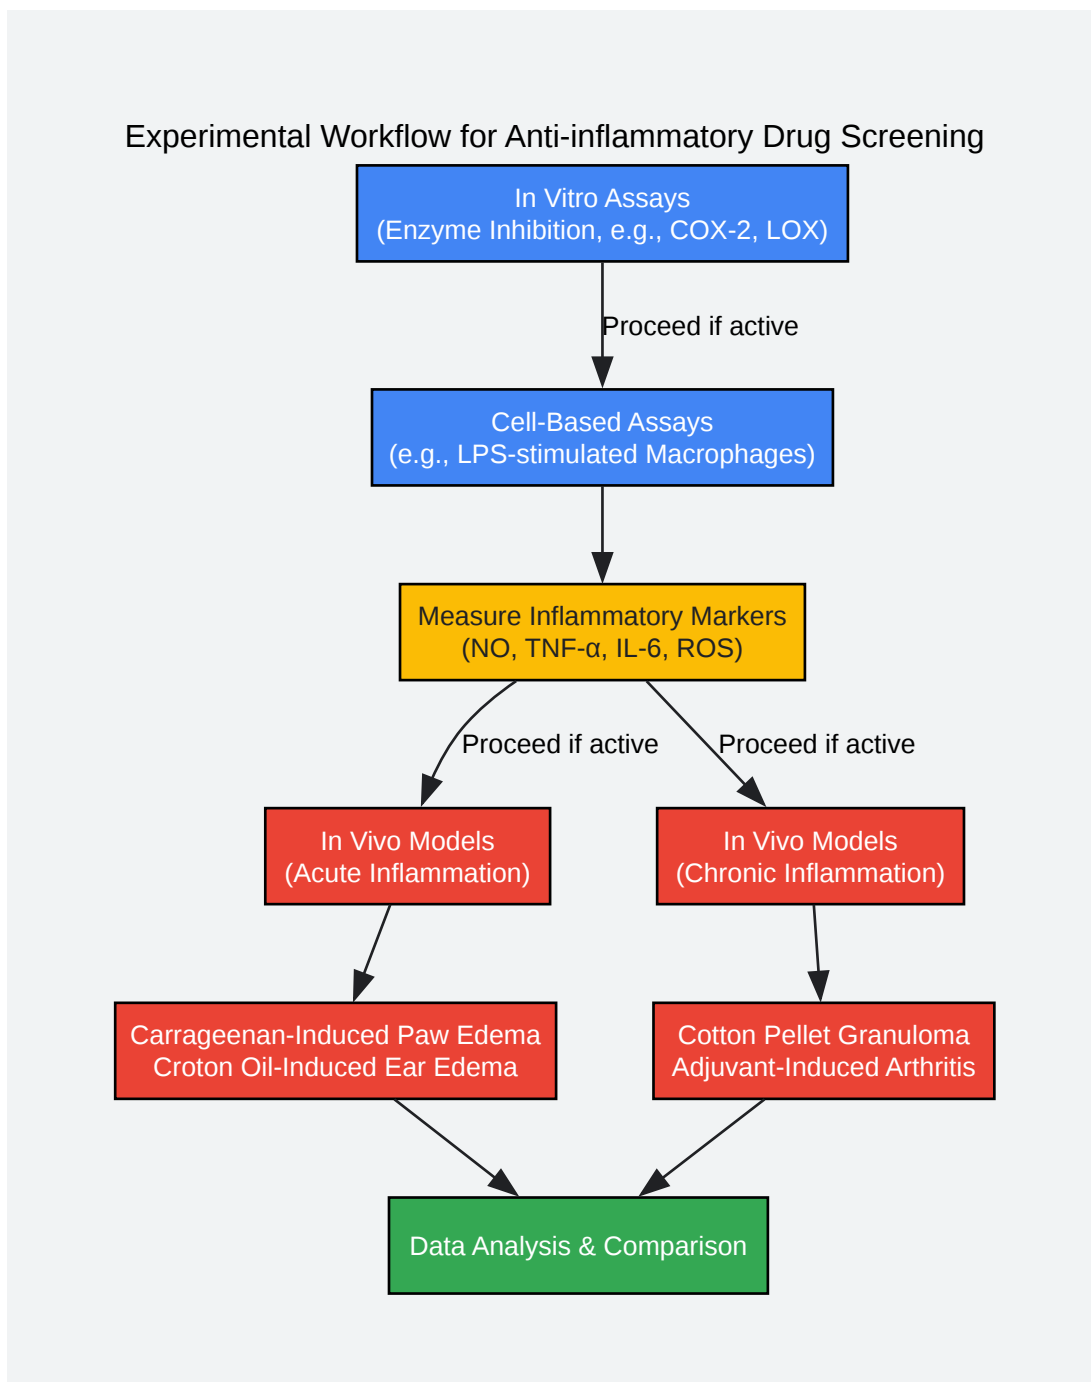 Experimental Workflow for Anti-inflammatory Drug Screening
In Vitro Assays
(Enzyme Inhibition, e.g., COX-2, LOX)
Proceed if active
Cell-Based Assays
(e.g., LPS-stimulated Macrophages)
Measure Inflammatory Markers
(NO, TNF-α, IL-6, ROS)
Proceed if active
Proceed if active
In Vivo Models
(Acute Inflammation)
In Vivo Models
(Chronic Inflammation)
Carrageenan-Induced Paw Edema
Croton Oil-Induced Ear Edema
Cotton Pellet Granuloma
Adjuvant-Induced Arthritis
Data Analysis & Comparison